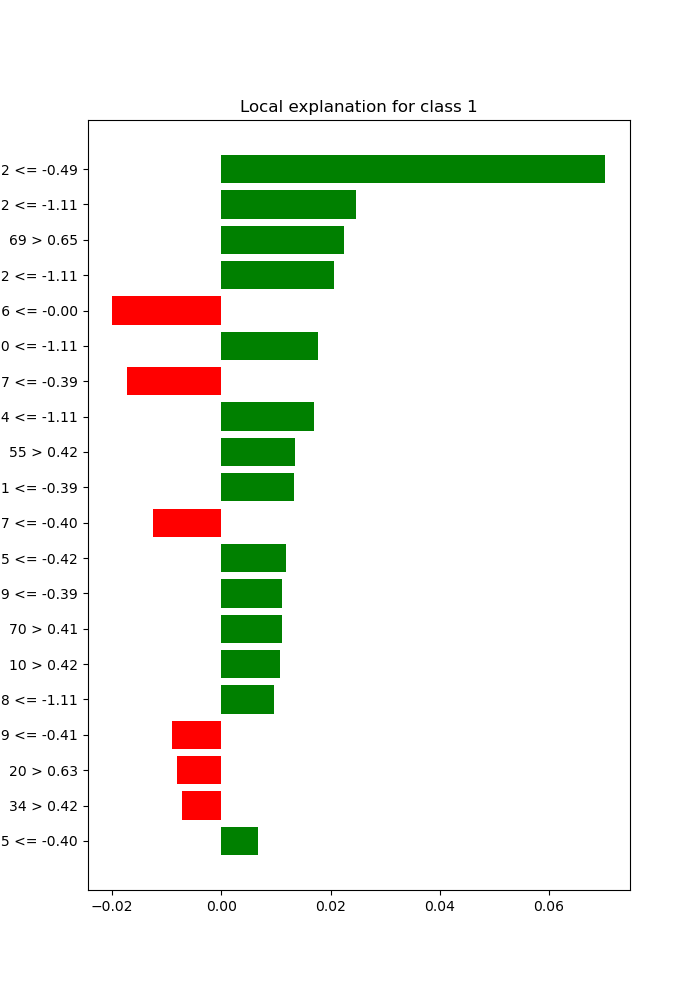 Local explanation for class 1
2 <= -0.49
2 <= -1.11
69 > 0.65
2 <= -1.11
6 <= -0.00
0 <= -1.11
7 <= -0.39
4 <= -1.11
55 > 0.42
1 <= -0.39
7 <= -0.40
5 <= -0.42
9 <= -0.39
70 > 0.41
10 > 0.42
8 <= -1.11
9 <= -0.41
20 > 0.63
34 > 0.42
5 <= -0.40
−0.02 0.00 0.02 0.04 0.06